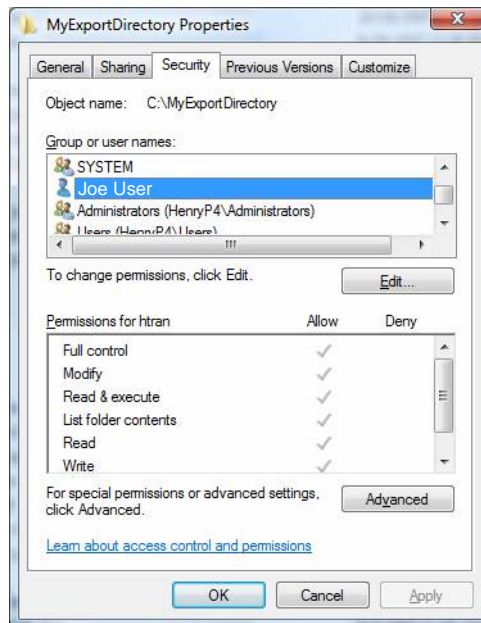 MyExportDirectory Properties
General Sharing Security Previous Versions Customize
Object name: C:\MyExportDirectory
Group or user names:
SYSTEM
Joe User
Administrators (HenryP4\Administrators)
Users (HenryP4\Users)
To change permissions, click Edit.
Edit...
Permissions for htran Allow Deny
Full control
Modify
Read & execute
List folder contents
Read
Write
For special permissions or advanced settings,
click Advanced.
Advanced
Learn about access control and permissions
OK Cancel Apply